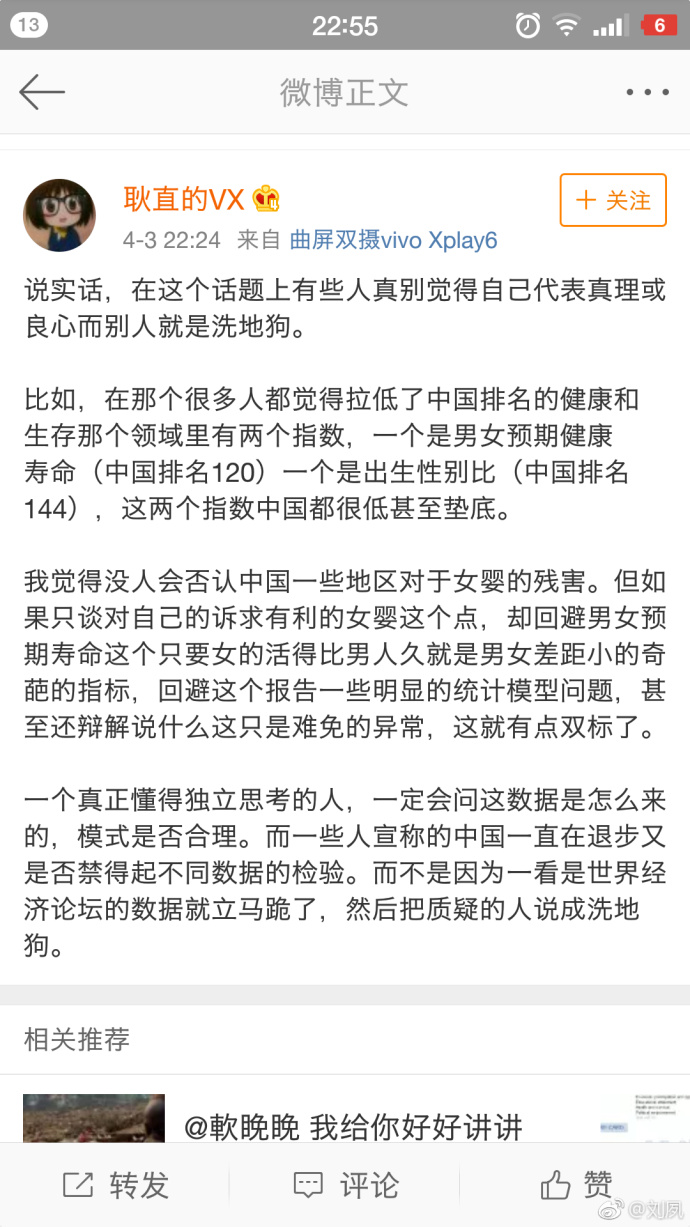 13
22:55
6
微博正文
耿直的VX
4
+ 关注
4-3 22:24 来自 曲屏双摄vivo Xplay6
说实话，在这个话题上有些人真别觉得自己代表真理或
良心而别人就是洗地狗。
比如，在那个很多人都觉得拉低了中国排名的健康和
生存那个领域里有两个指数，一个是男女预期健康
寿命（中国排名120）一个是出生性别比（中国排名
144），这两个指数中国都很低甚至垫底。
我觉得没人会否认中国一些地区对于女婴的残害。但如
果只谈对自己的诉求有利的女婴这个点，却回避男女预
期寿命这个只要女的活得比男人久就是男女差距小的奇
葩的指标，回避这个报告一些明显的统计模型问题，甚
至还辩解说什么这只是难免的异常，这就有点双标了。
一个真正懂得独立思考的人，一定会问这数据是怎么来
的，模式是否合理。而一些人宣称的中国一直在退步又
是否禁得起不同数据的检验。而不是因为一看是世界经
济论坛的数据就立马跪了，然后把质疑的人说成洗地
狗。
相关推荐
@軟晚晚 我给你好好讲讲
转发
评论
赞
@刘夙